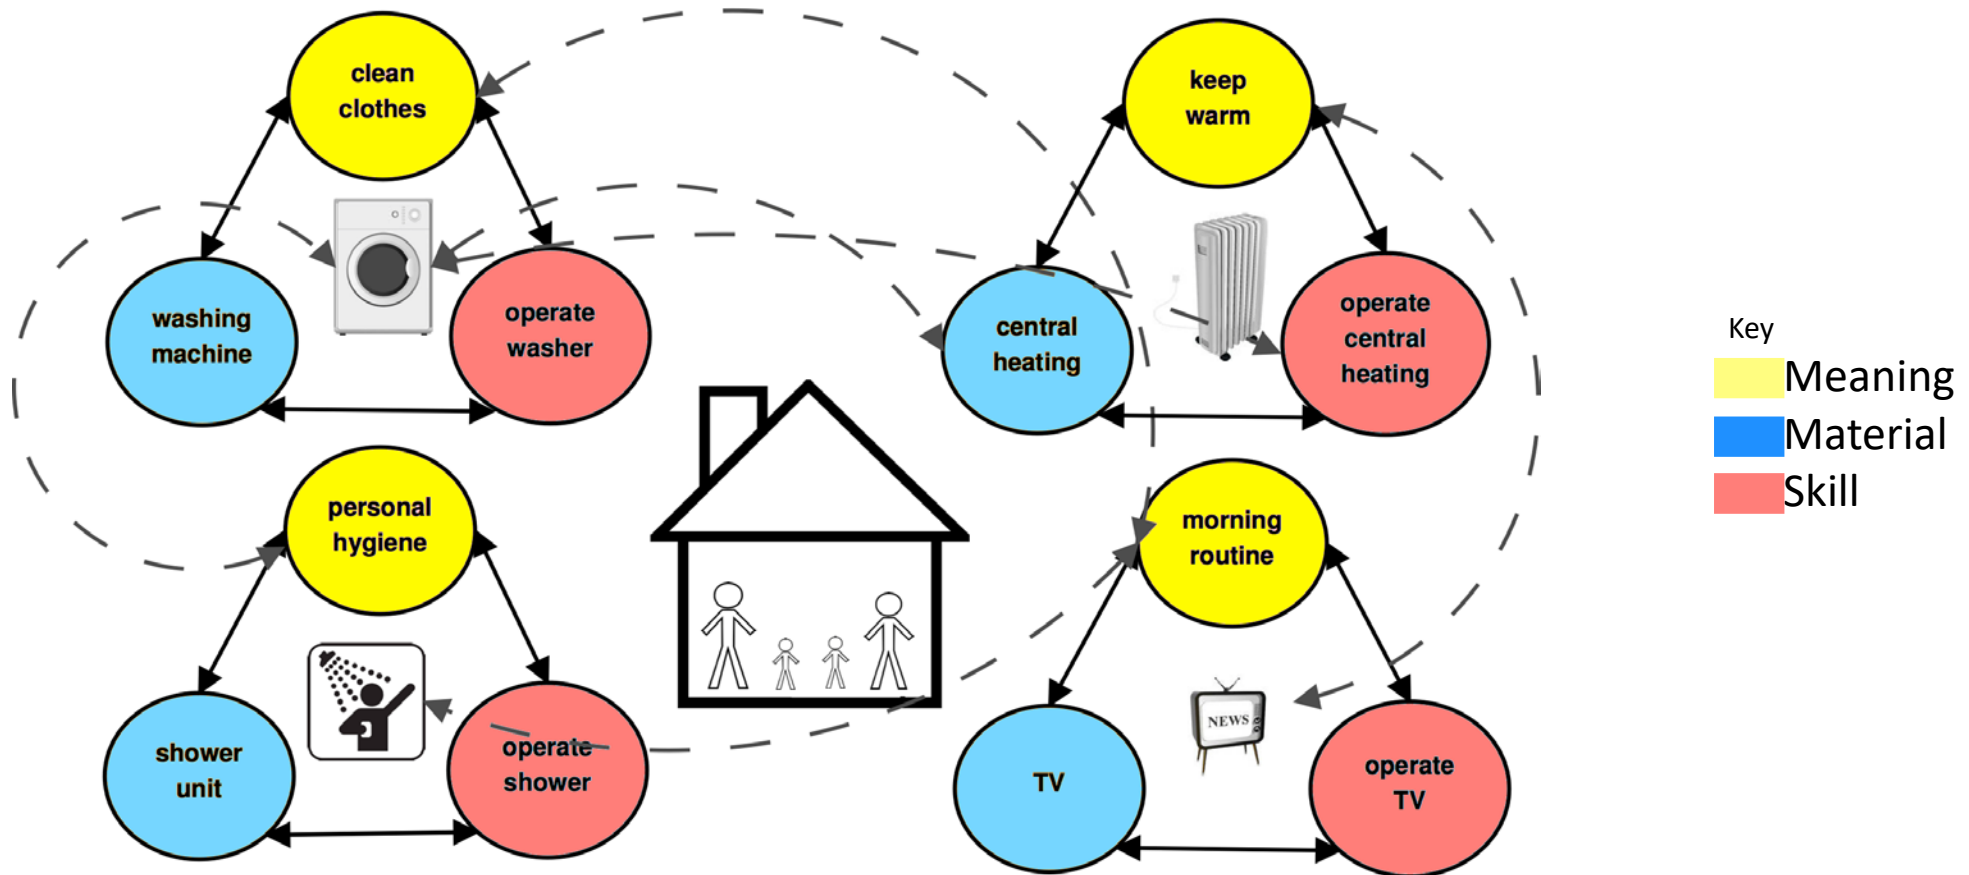 clean
clothes
washing
machine
operate
washer
keep
warm
central
heating
operate
central
heating
Key
Meaning
Material
Skill
personal
hygiene
shower
unit
operate
shower
morning
routine
NEWS
TV
operate
TV